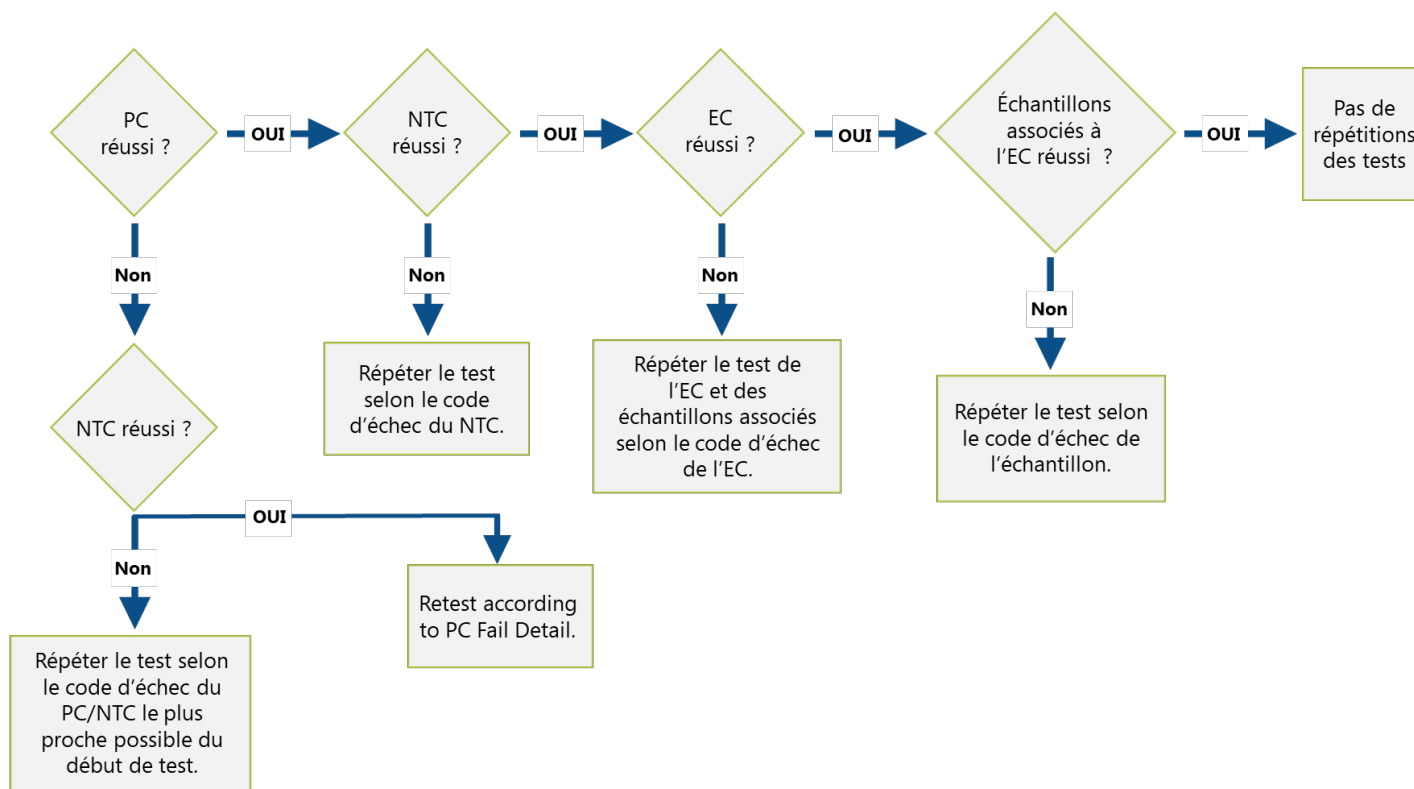 PC
réussi ?
OUI
NTC
réussi ?
OUI
EC
réussi ?
OUI
Échantillons
associés à
l’EC réussi ?
OUI
Pas de
répétitions
des tests
Non
Non
Non
Non
NTC réussi ?
Répéter le test
selon le code
d’échec du NTC.
Répéter le test de
l’EC et des
échantillons associés
selon le code d’échec
de l’EC.
Répéter le test selon
le code d’échec de
l’échantillon.
OUI
Non
Retest according
to PC Fail Detail.
Répéter le test selon
le code d’échec du
PC/NTC le plus
proche possible du
début de test.